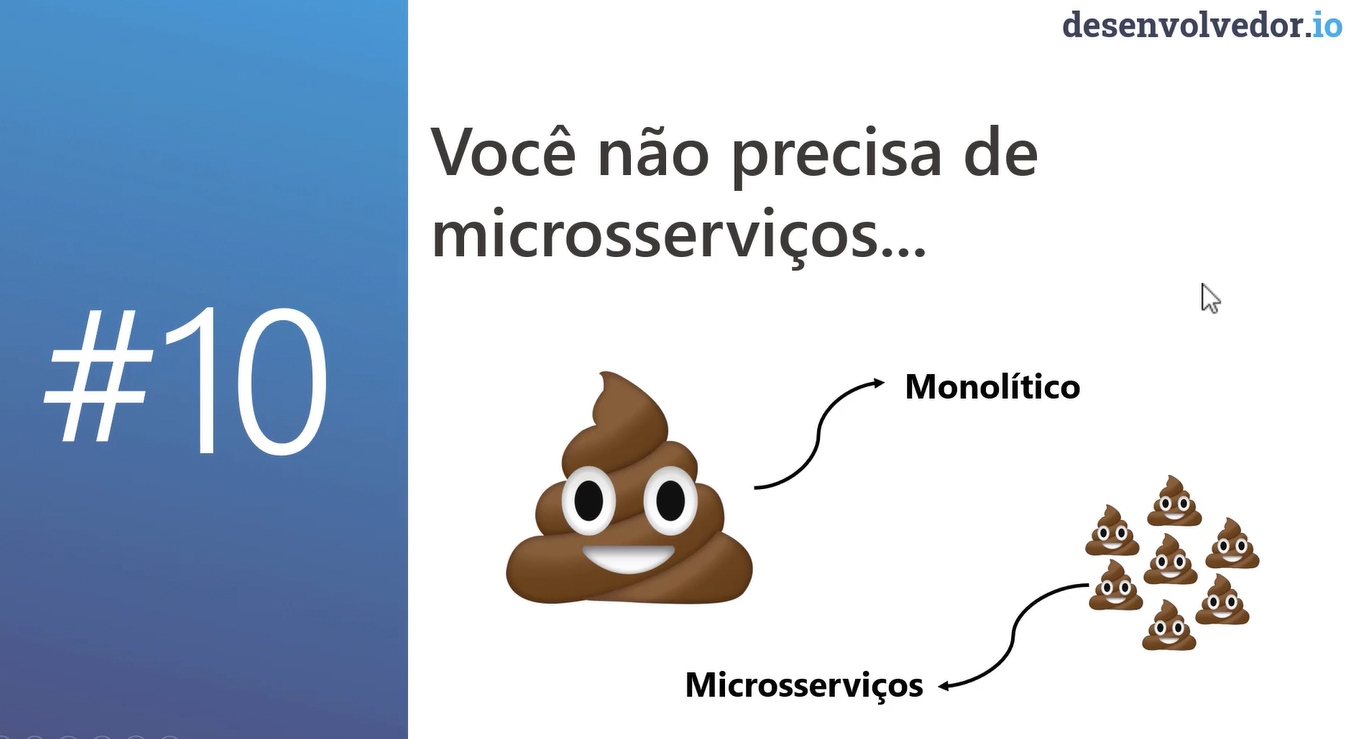 desenvolvedor.io
#10
Você não precisa de
microsserviços...
Monolítico
Microsserviços